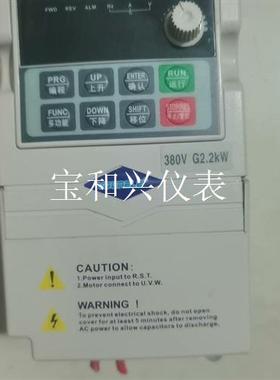 FWD REV ALM Hz A V
PRG 编程 UP 上升 ENTER 确认 RUN 运行
FUNC 多功能 DOWN 下降 SHIFT 移位
380V G2.2kW
宝和兴仪表
CAUTION:
1.Power input to R.S.T.
2.Motor connect to U.V.W.
WARNING !
To prevent electrical shock, do not open
cover for at least 5 minutes after removing
AC power to allow capacitors to discharge.